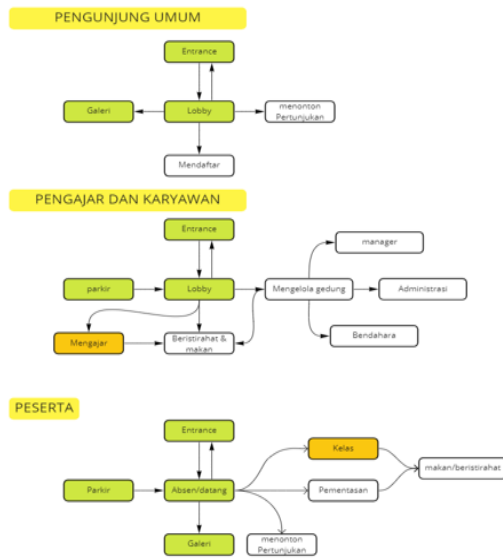 PENGUNJUNG UMUM
Entrance
Galeri
Lobby
menonton
Pertunjukan
Mendaftar
PENGAJAR DAN KARYAWAN
Entrance
manager
parkir
Lobby
Mengelola gedung
Administrasi
Mengajar
Beristirahat &
makan
Bendahara
PESERTA
Entrance
Kelas
makan/beristirahat
Parkir
Absen/datang
Pementasan
Galeri
menonton
Pertunjukan